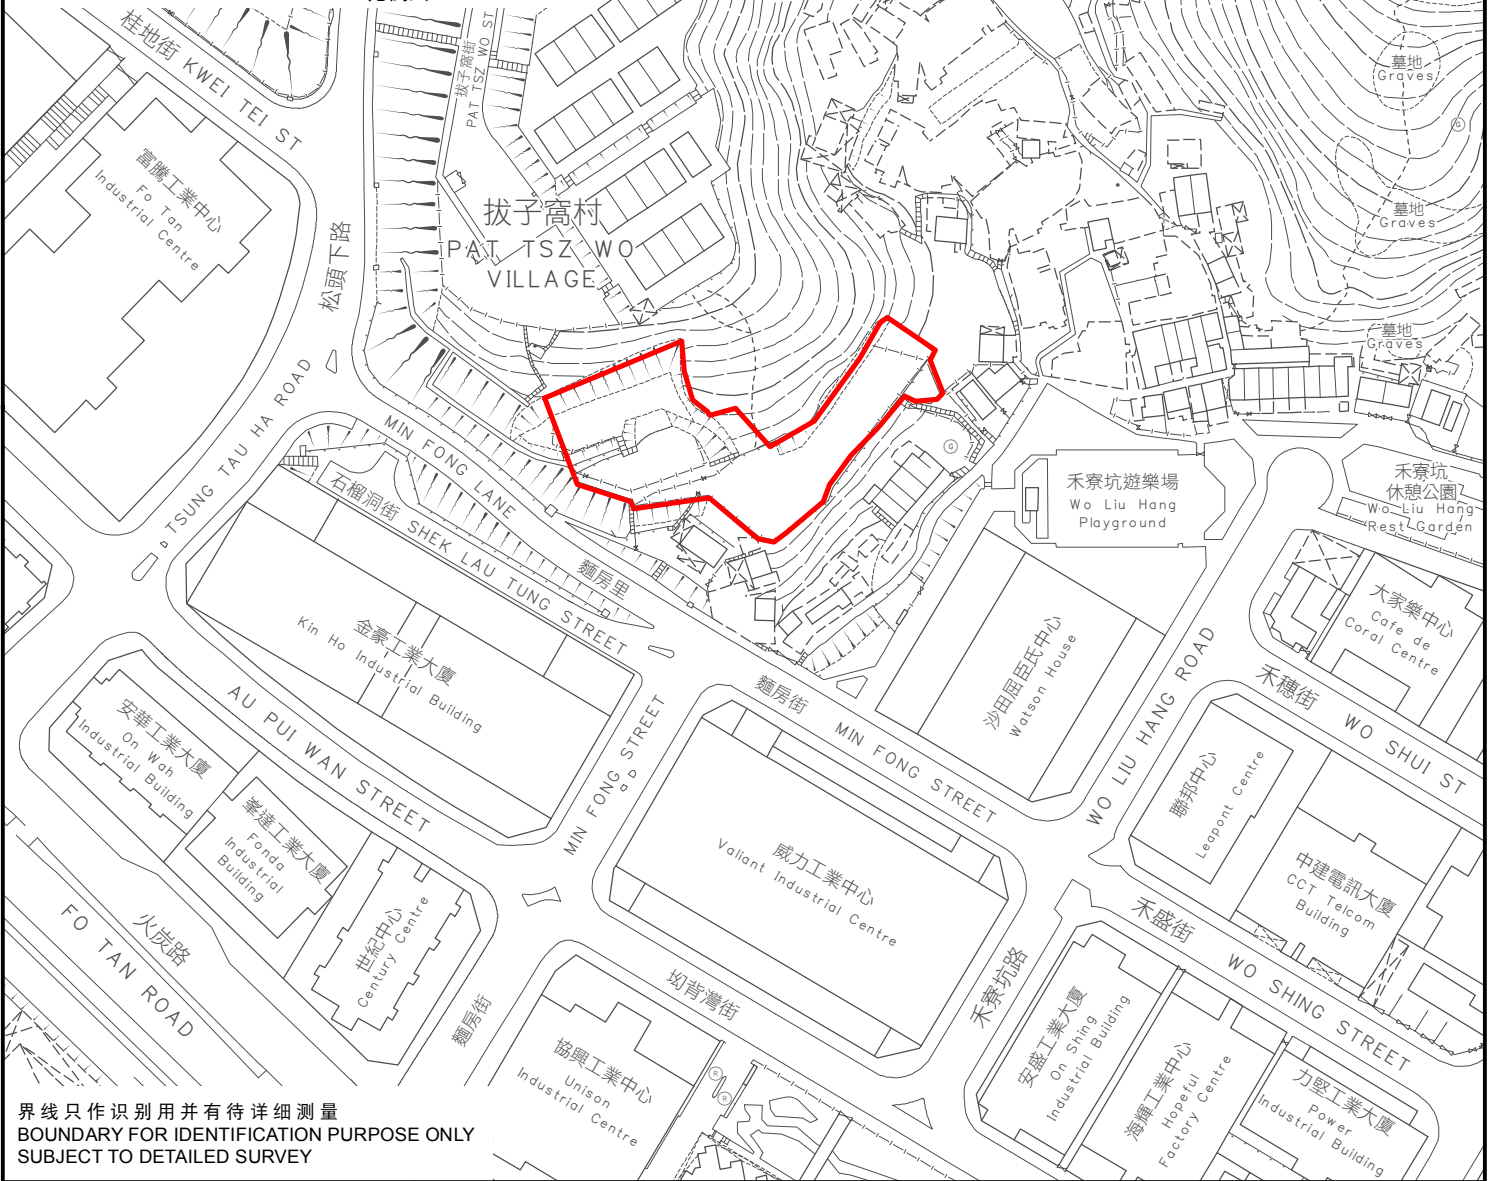 桂地街 KWEI TEI ST
拔子窩街
PAT TSZ WO ST
墓地
Graves
富騰工業中心
Fo Tan
Industrial
Centre
松頭下路
TSUNG TAU HA ROAD
拔子窩村
PAT TSZ WO
VILLAGE
墓地
Graves
墓地
Graves
MIN FONG LANE
麵房里
石榴洞街 SHEK LAU TUNG STREET
禾寮坑遊樂場
Wo Liu Hang
Playground
禾寮坑
休憩公園
Wo Liu Hang
Rest Garden
大家樂中心
Cafe de
Coral Centre
金豪工業大廈
Kin Ho Industrial Building
沙田屈臣氏中心
Watson House
WO LIU HANG ROAD
禾穗街 WO SHUI ST
安華工業大廈
On Wah
Industrial Building
AU PUI WAN STREET
麵房街 MIN FONG STREET
MIN FONG STREET
聯邦中心
Leapont Centre
峯達工業大廈
Fonda
Industrial
Building
威力工業中心
Valiant Industrial Centre
中建電訊大廈
CCT Telcom
Building
世紀中心
Century Centre
火炭路
FO TAN ROAD
禾盛街
WO SHING STREET
麵房街
坳背灣街
禾寮坑路
協興工業中心
Unison
Industrial Centre
安盛工業大廈
On Shing
Industrial Building
海輝工業中心
Hopeful
Factory Centre
力堅工業大廈
Power
Industrial Building
G
G
R
R
界线只作识别用并有待详细测量
BOUNDARY FOR IDENTIFICATION PURPOSE ONLY
SUBJECT TO DETAILED SURVEY